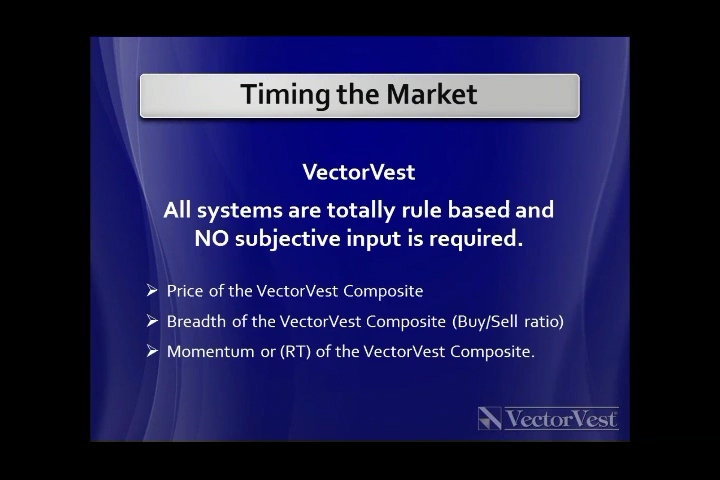 Timing the Market
VectorVest
All systems are totally rule based and
NO subjective input is required.
Price of the VectorVest Composite
Breadth of the VectorVest Composite (Buy/Sell ratio)
Momentum or (RT) of the VectorVest Composite.
VectorVest